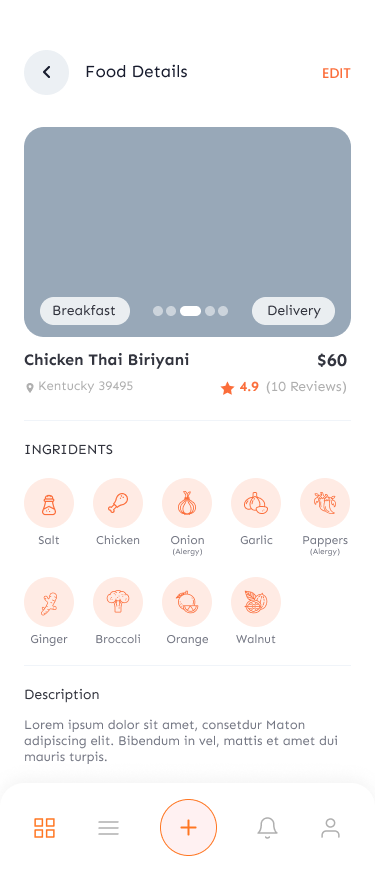 Food Details
EDIT
Breakfast
Delivery
Chicken Thai Biriyani
$60
Kentucky 39495
4.9 (10 Reviews)
INGRIDENTS
Salt
Chicken
Onion
(Alergy)
Garlic
Pappers
(Alergy)
Ginger
Broccoli
Orange
Walnut
Description
Lorem ipsum dolor sit amet, consetdur Maton
adipiscing elit. Bibendum in vel, mattis et amet dui
mauris turpis.